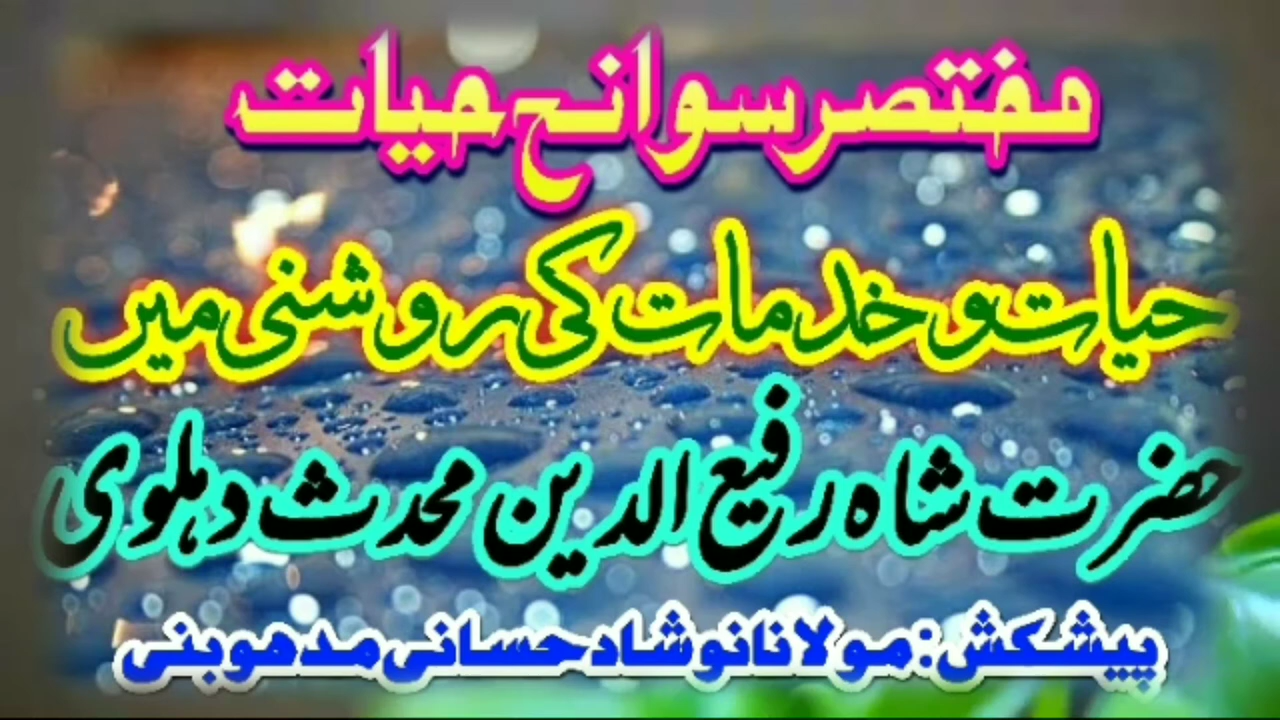 مختصر سوانح حیات
حیات و خدمات کی روشنی میں
حضرت شاہ رفیع الدین محدث دہلوی
پیشکش: مولانا نوشاد حسانی مدھوبنی